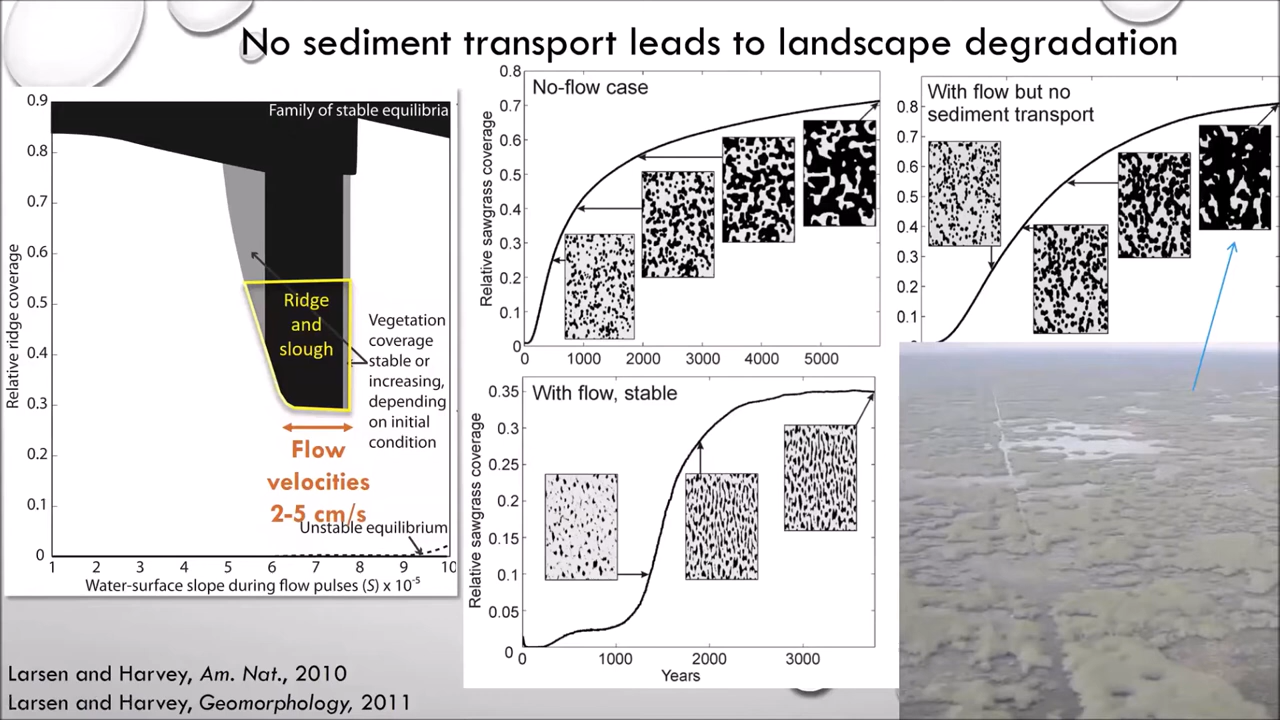 No sediment transport leads to landscape degradation
0.9
0.8
0.7
0.6
0.5
0.4
0.3
0.2
0.1
0
Relative ridge coverage
Family of stable equilibria
Ridge
and
slough
Vegetation
coverage
stable or
increasing,
depending
on initial
condition
Flow
velocities
2-5 cm/s
Unstable equilibrium
1 2 3 4 5 6 7 8 9 10
Water-surface slope during flow pulses (S) x 10-5
0.8
0.7
0.6
0.5
0.4
0.3
0.2
0.1
0
Relative sawgrass coverage
No-flow case
0 1000 2000 3000 4000 5000
With flow but no
sediment transport
0.8
0.7
0.6
0.5
0.4
0.3
0.2
0.1
0.35
0.3
0.25
0.2
0.15
0.1
0.05
0
Relative sawgrass coverage
With flow, stable
0 1000 2000 3000
Years
Larsen and Harvey, Am. Nat., 2010
Larsen and Harvey, Geomorphology, 2011